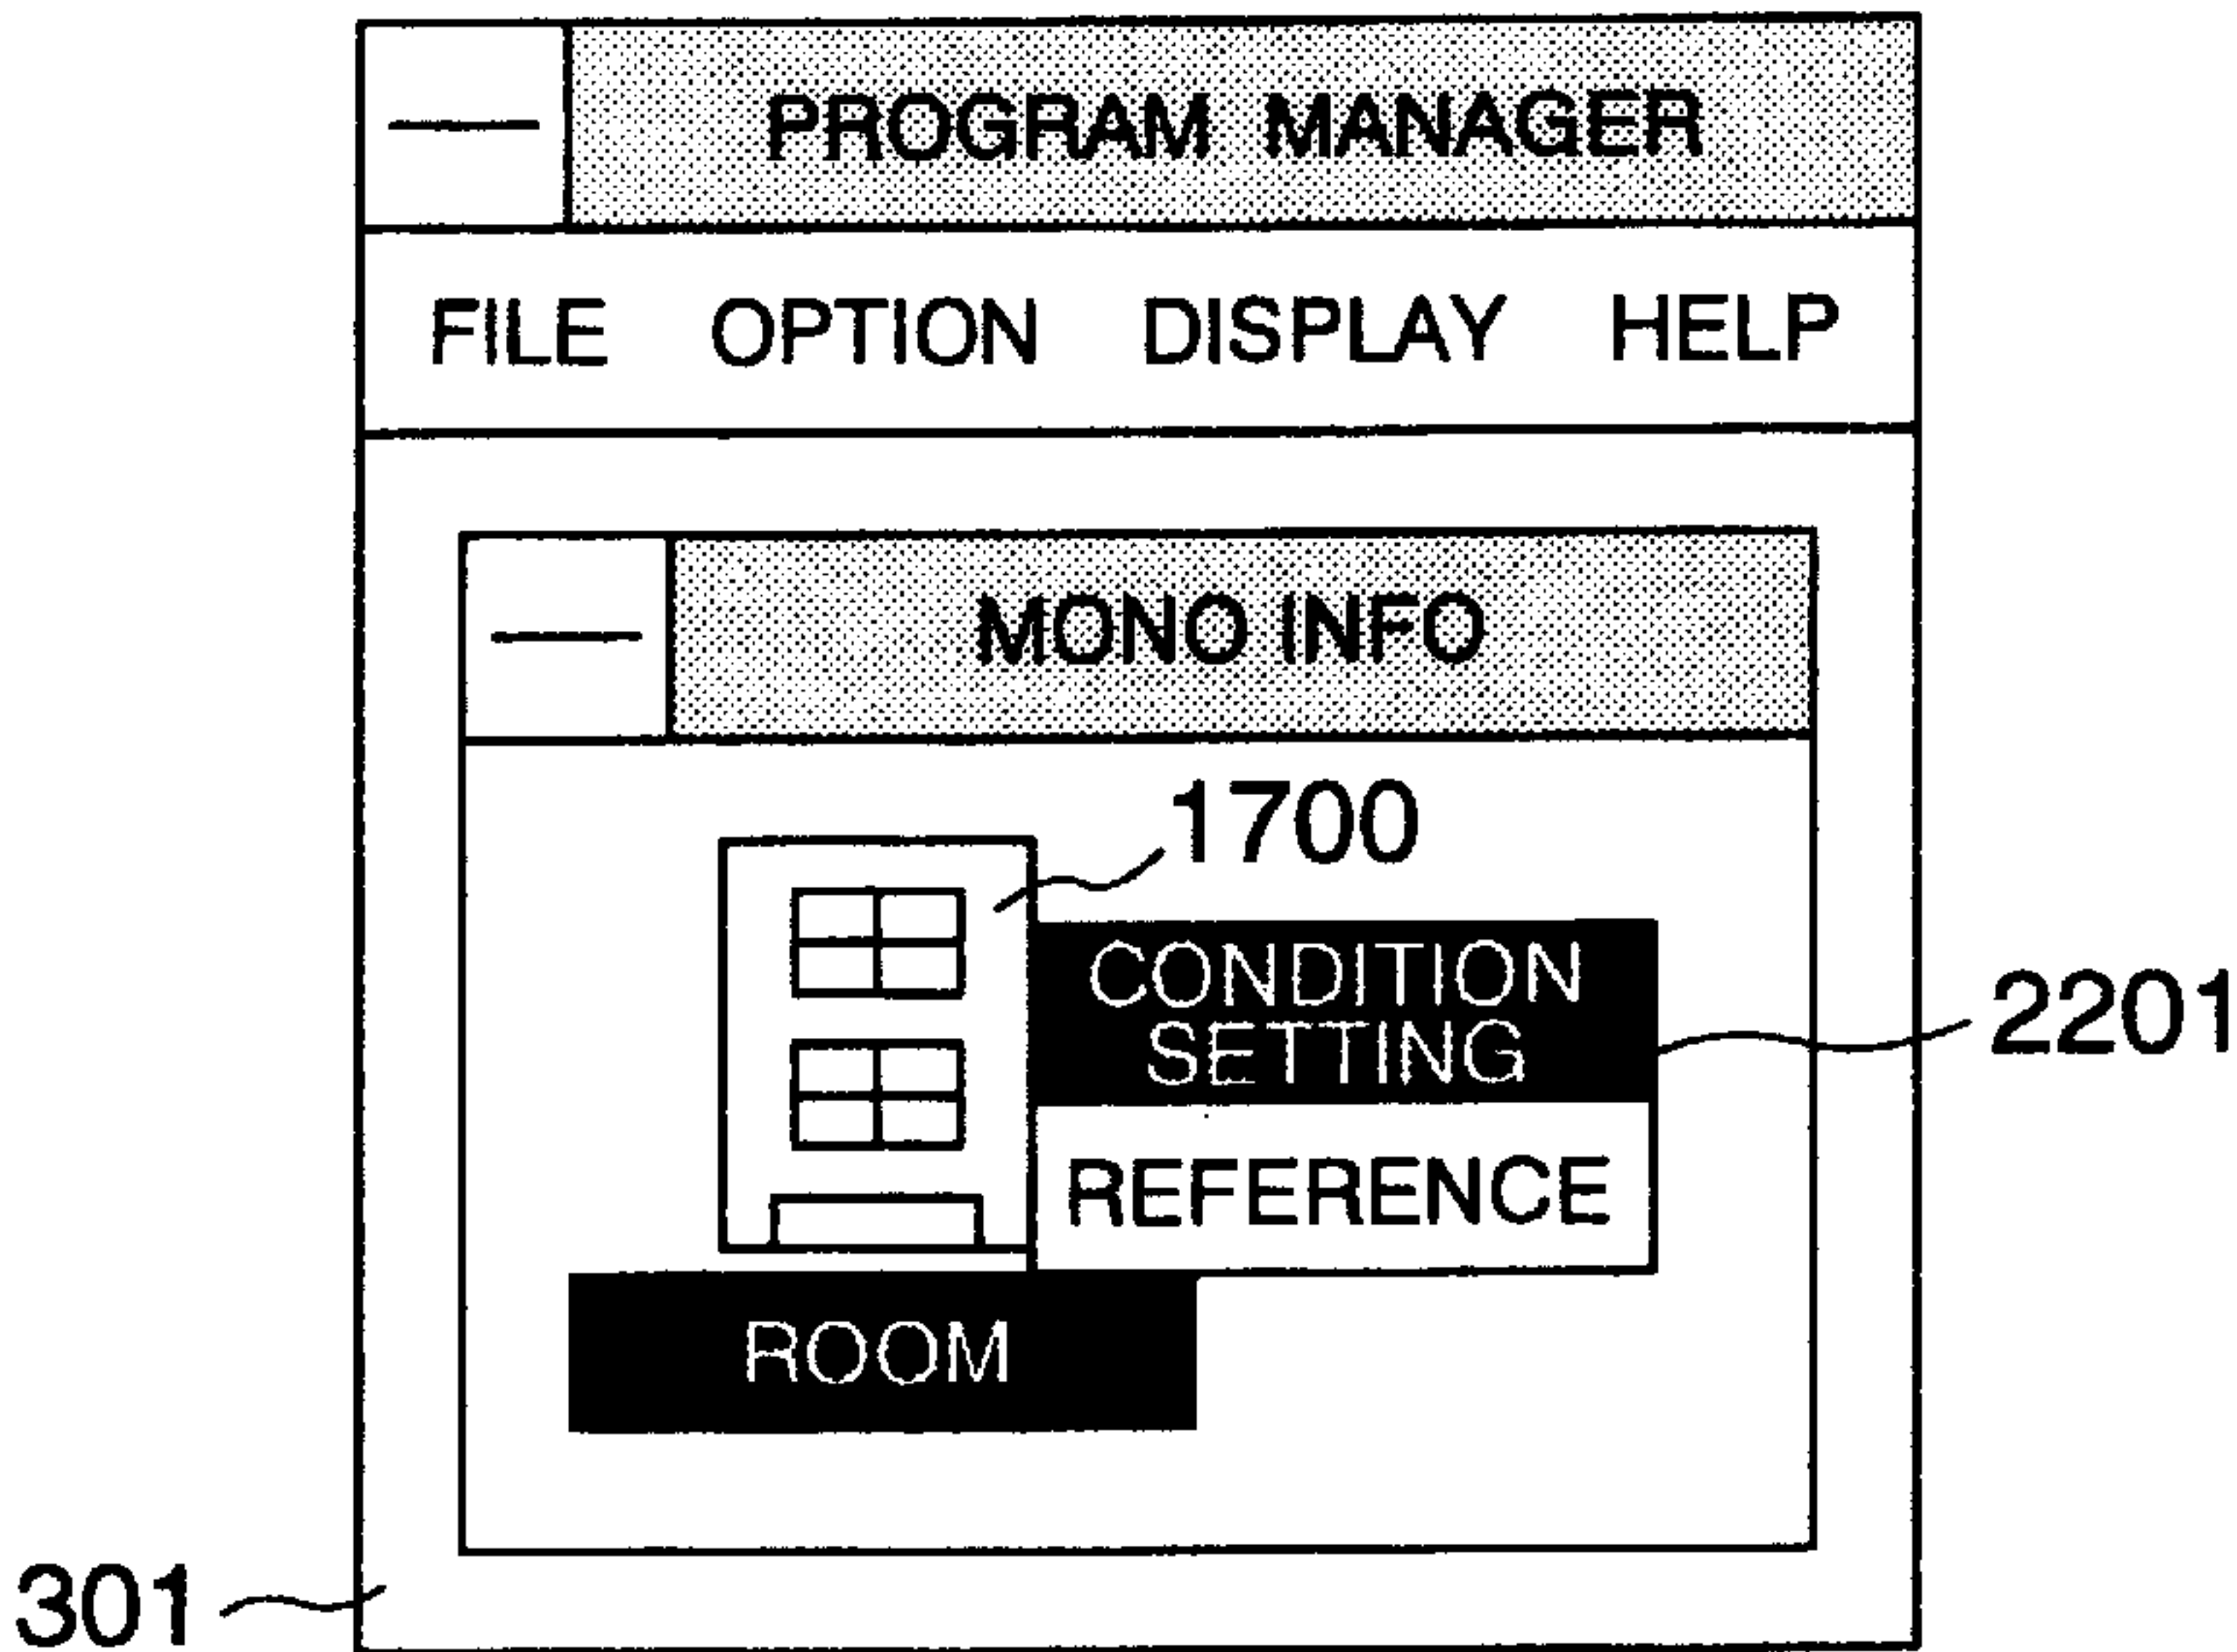 PROGRAM MANAGER
FILE OPTION DISPLAY HELP
MONO INFO
1700
CONDITION
SETTING
2201
REFERENCE
ROOM
301